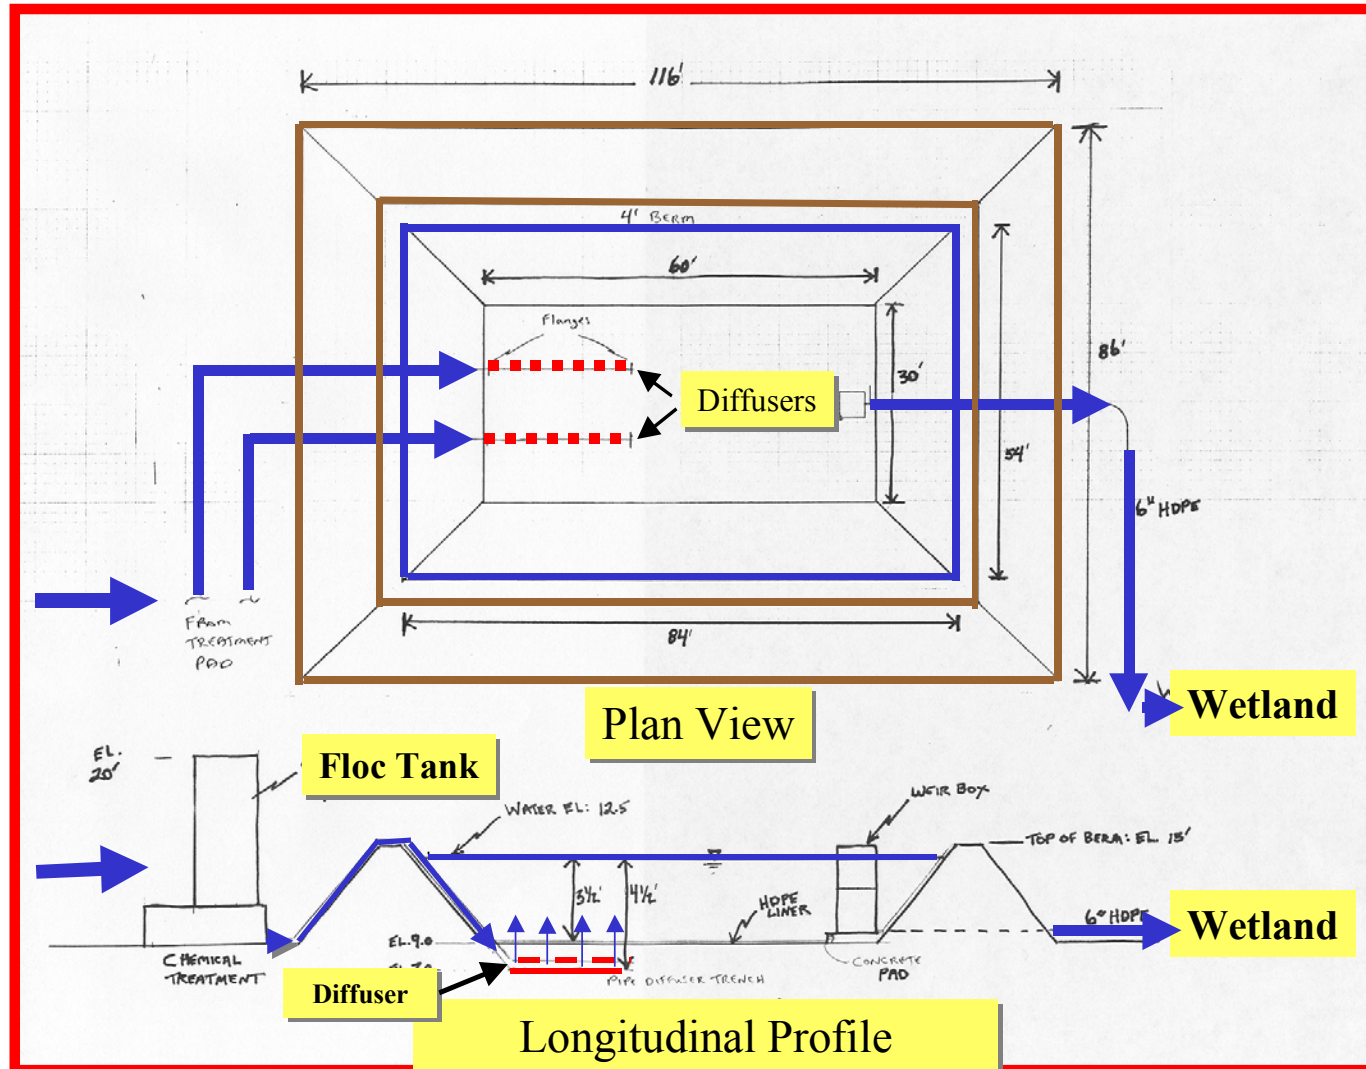 116'
4' BERM
60'
Flanges
30'
86'
Diffusers
54'
6" HDPE
FROM
TREATMENT
PAD
84'
Wetland
Plan View
EL.
20'
Floc Tank
WATER EL: 12.5
WEIR BOX
TOP OF BERM: EL. 13'
3½'
4½'
HDPE
LINER
6" HDPE
Wetland
EL. 9.0
CHEMICAL
TREATMENT
CONCRETE
PAD
PIPE DIFFUSER TRENCH
Diffuser
Longitudinal Profile